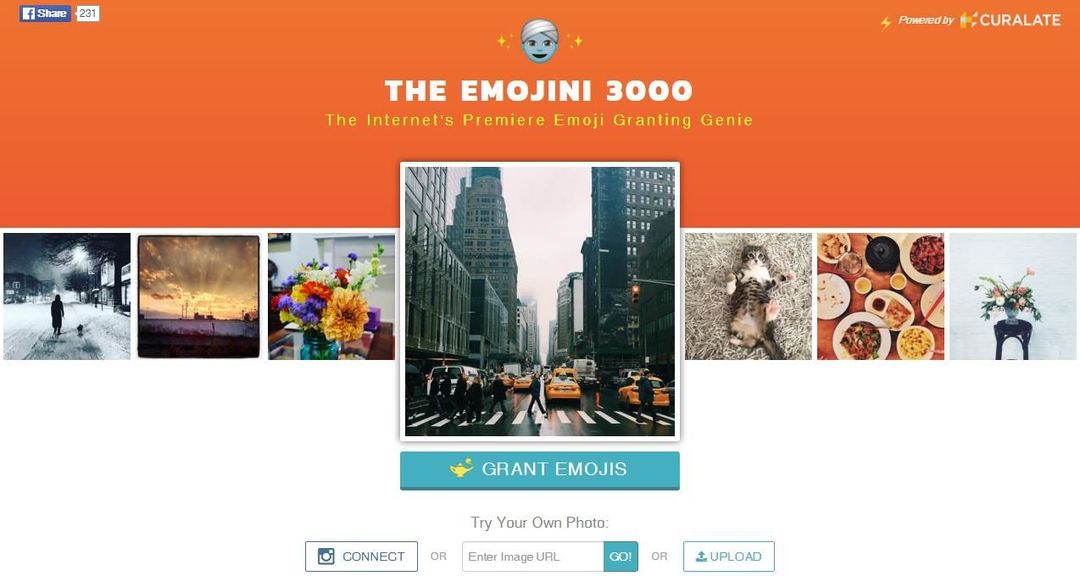 Share 231
Powered by CURALATE
THE EMOJINI 3000
The Internet's Premiere Emoji Granting Genie
GRANT EMOJIS
Try Your Own Photo:
CONNECT OR Enter Image URL GO! OR UPLOAD